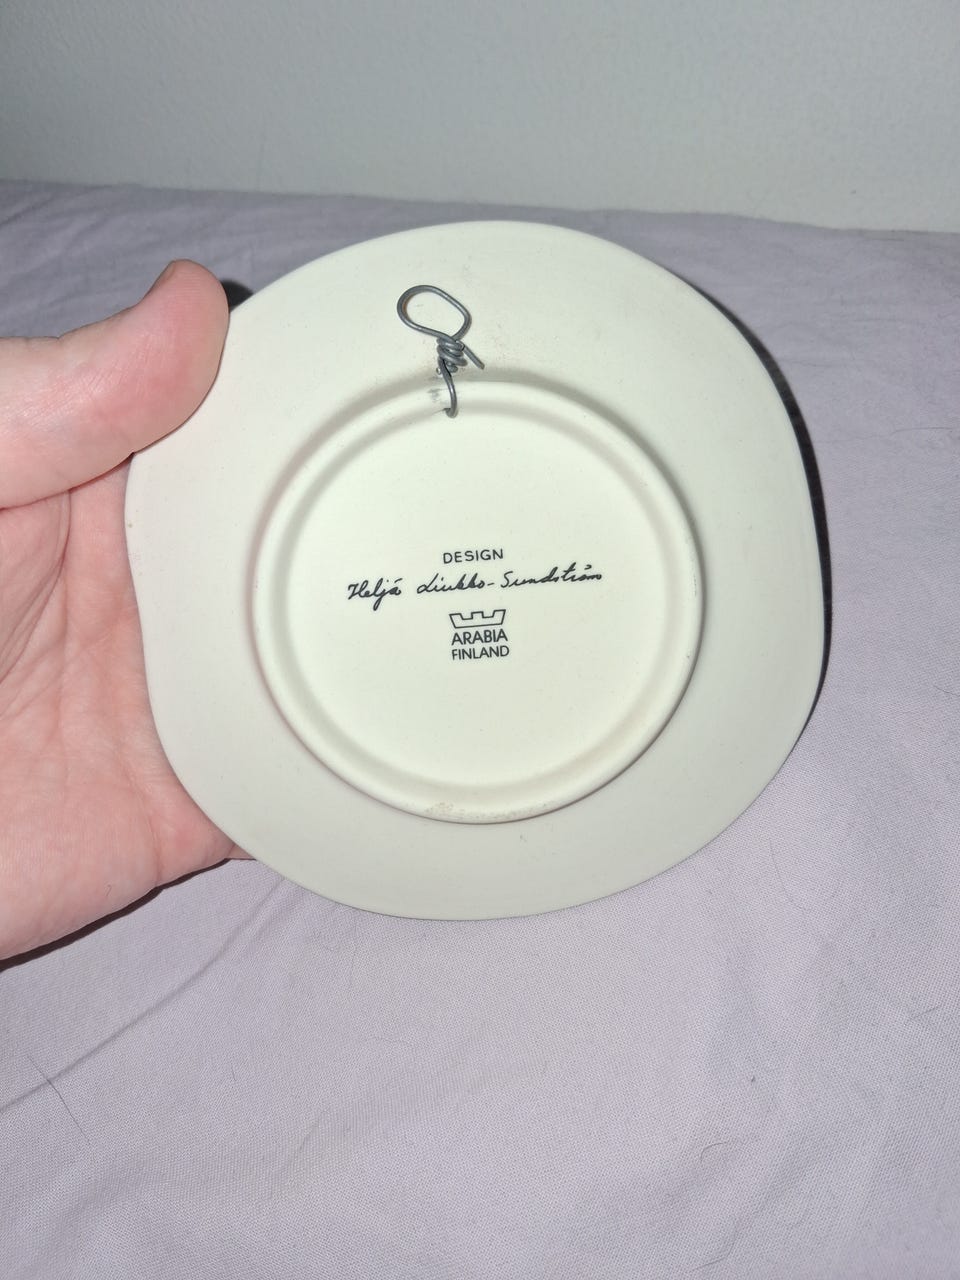 DESIGN
Heljä Liukko-Sundström
ARABIA
FINLAND